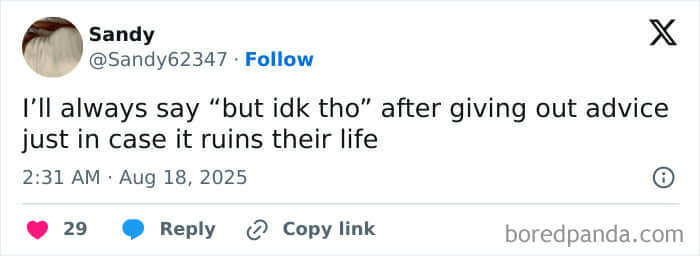 Sandy
@Sandy62347 · Follow
I’ll always say “but idk tho” after giving out advice
just in case it ruins their life
2:31 AM · Aug 18, 2025
29 Reply Copy link
boredpanda.com